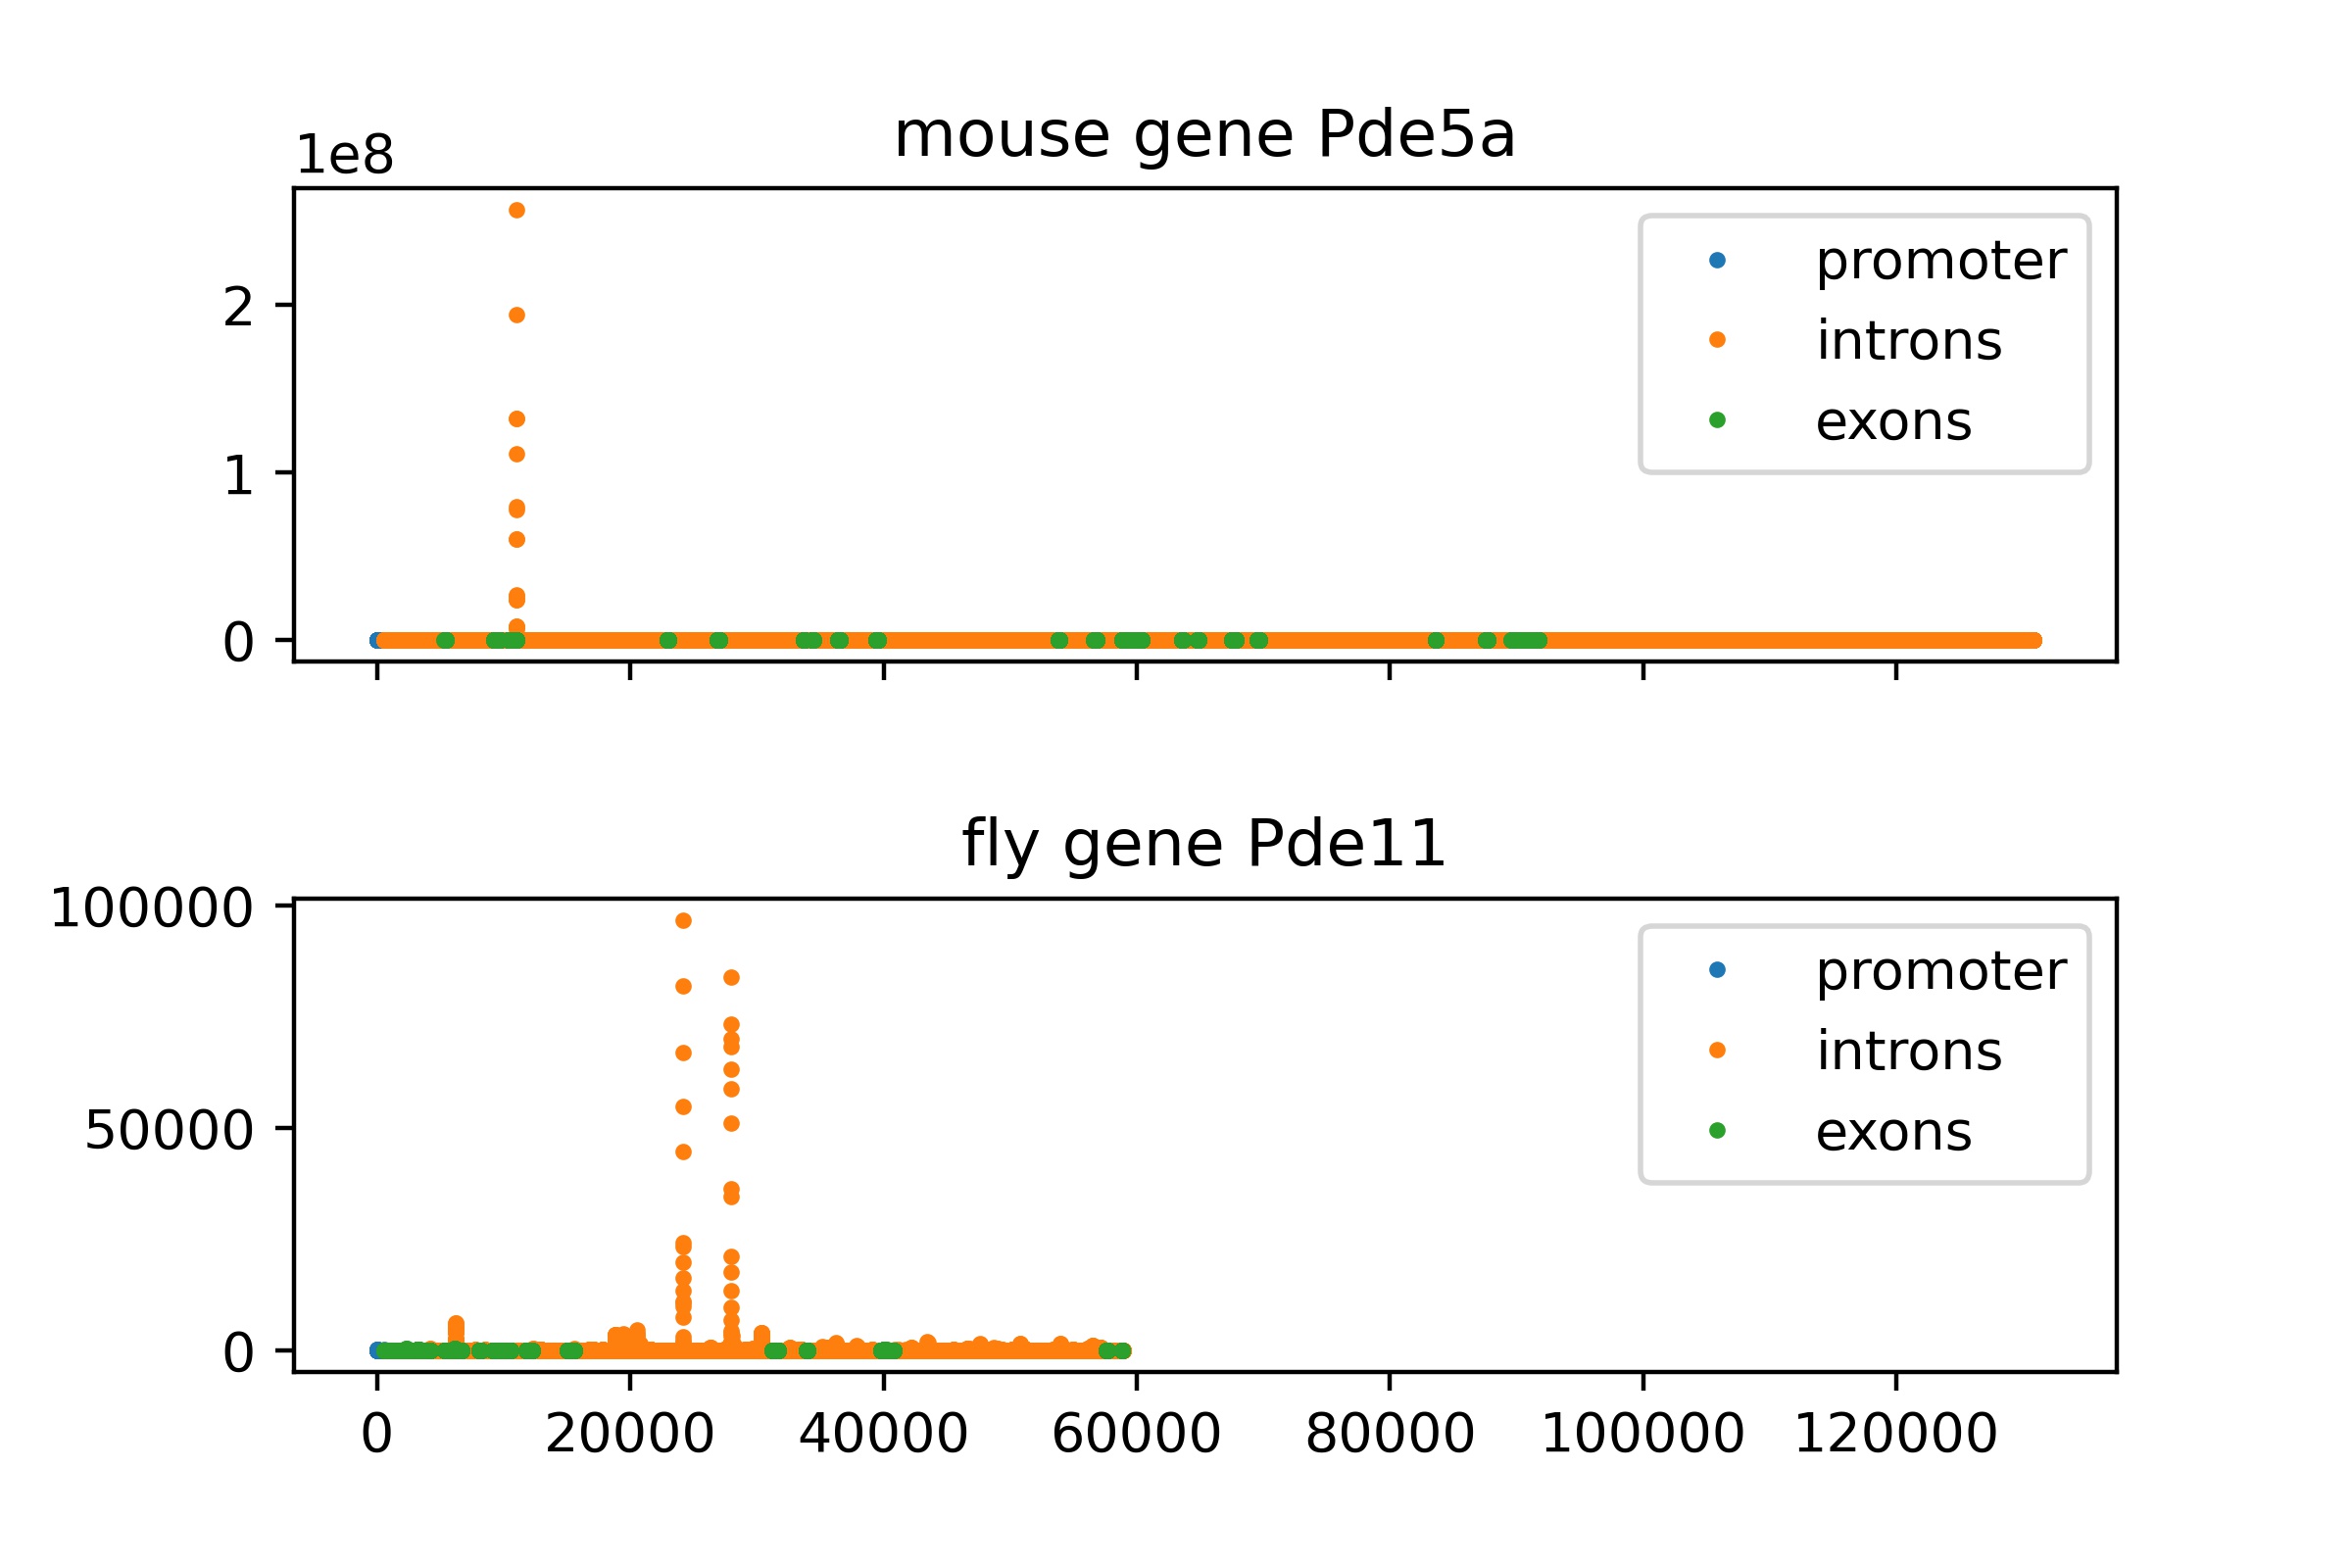 mouse gene Pde5a
1e8
2
1
0
promoter
introns
exons
fly gene Pde11
100000
50000
0
promoter
introns
exons
0 20000 40000 60000 80000 100000 120000